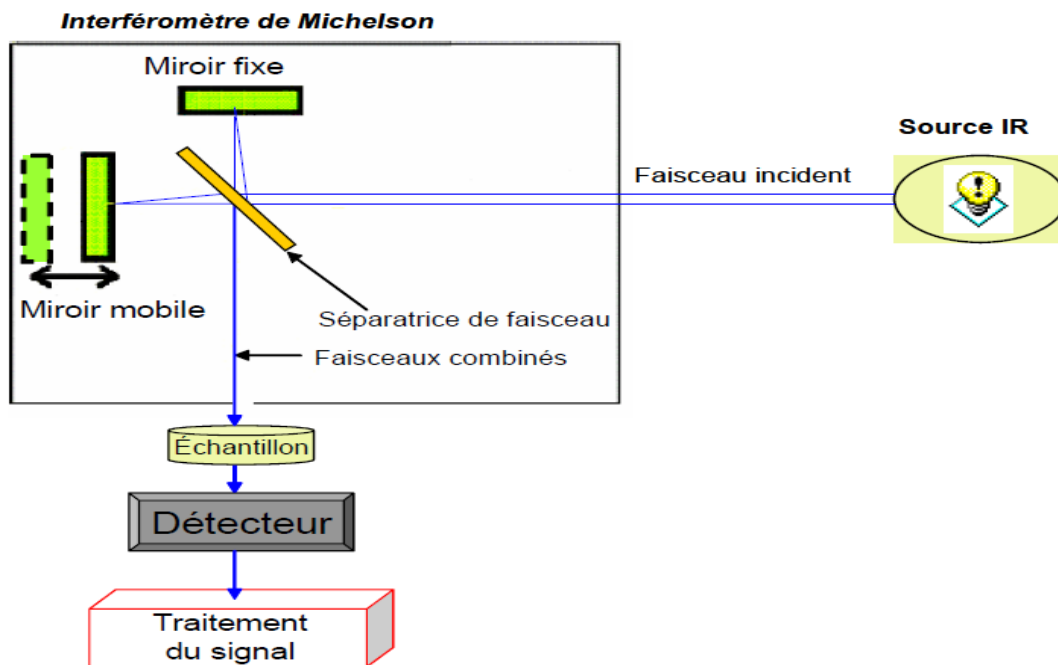 Interféromètre de Michelson
Miroir fixe
Source IR
Faisceau incident
Miroir mobile
Séparatrice de faisceau
Faisceaux combinés
Échantillon
Détecteur
Traitement
du signal